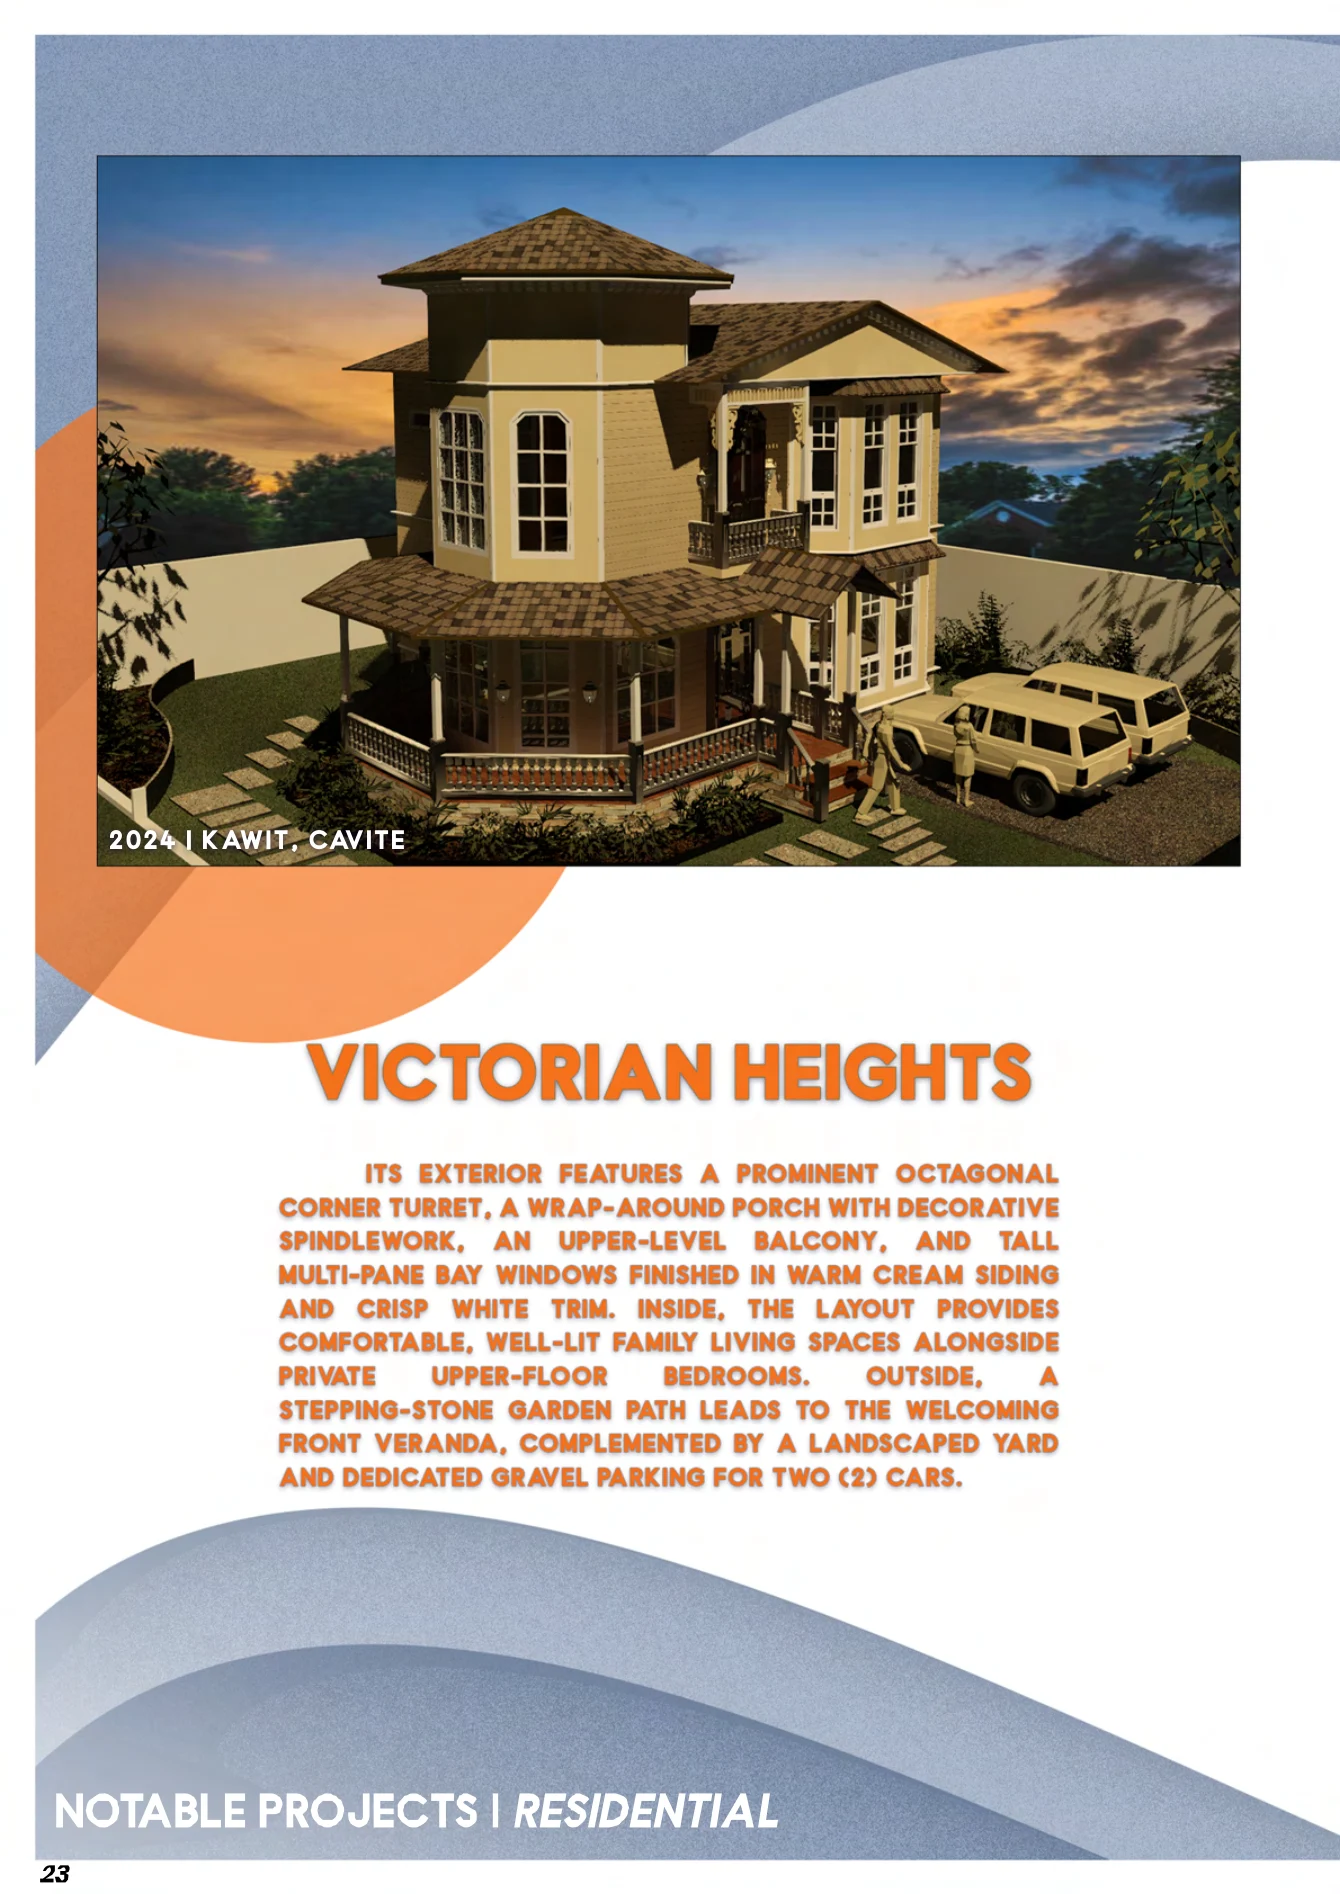 2024 | KAWIT, CAVITE
VICTORIAN HEIGHTS
ITS EXTERIOR FEATURES A PROMINENT OCTAGONAL
CORNER TURRET, A WRAP-AROUND PORCH WITH DECORATIVE
SPINDLEWORK, AN UPPER-LEVEL BALCONY, AND TALL
MULTI-PANE BAY WINDOWS FINISHED IN WARM CREAM SIDING
AND CRISP WHITE TRIM. INSIDE, THE LAYOUT PROVIDES
COMFORTABLE, WELL-LIT FAMILY LIVING SPACES ALONGSIDE
PRIVATE UPPER-FLOOR BEDROOMS. OUTSIDE, A
STEPPING-STONE GARDEN PATH LEADS TO THE WELCOMING
FRONT VERANDA, COMPLEMENTED BY A LANDSCAPED YARD
AND DEDICATED GRAVEL PARKING FOR TWO (2) CARS.
NOTABLE PROJECTS | RESIDENTIAL
23